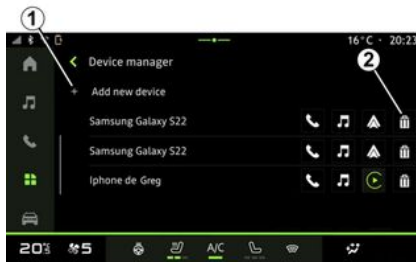 1
16°C · 20:23
Device manager
2
+ Add new device
Samsung Galaxy S22
Samsung Galaxy S22
Iphone de Greg
20
5
A/C